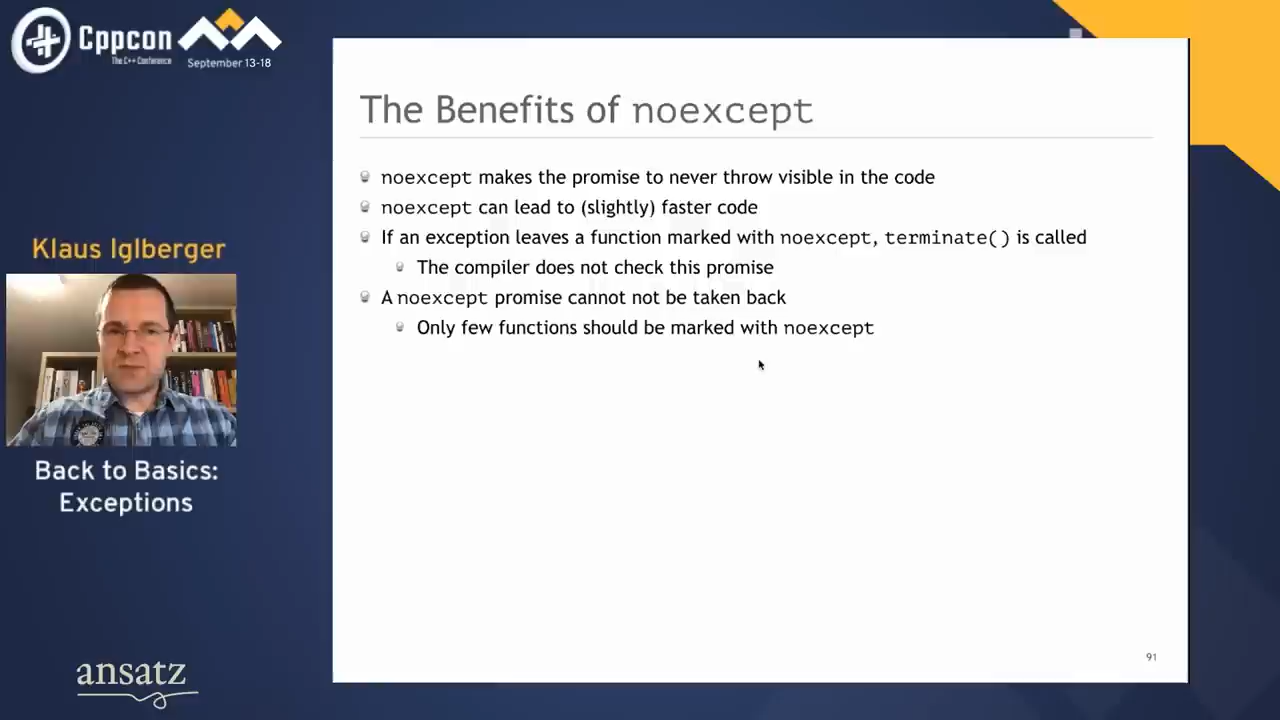 Cppcon
The C++ Conference
September 13-18
The Benefits of noexcept
noexcept makes the promise to never throw visible in the code
noexcept can lead to (slightly) faster code
If an exception leaves a function marked with noexcept, terminate() is called
The compiler does not check this promise
A noexcept promise cannot not be taken back
Only few functions should be marked with noexcept
Klaus Iglberger
Back to Basics:
Exceptions
ansatz
91